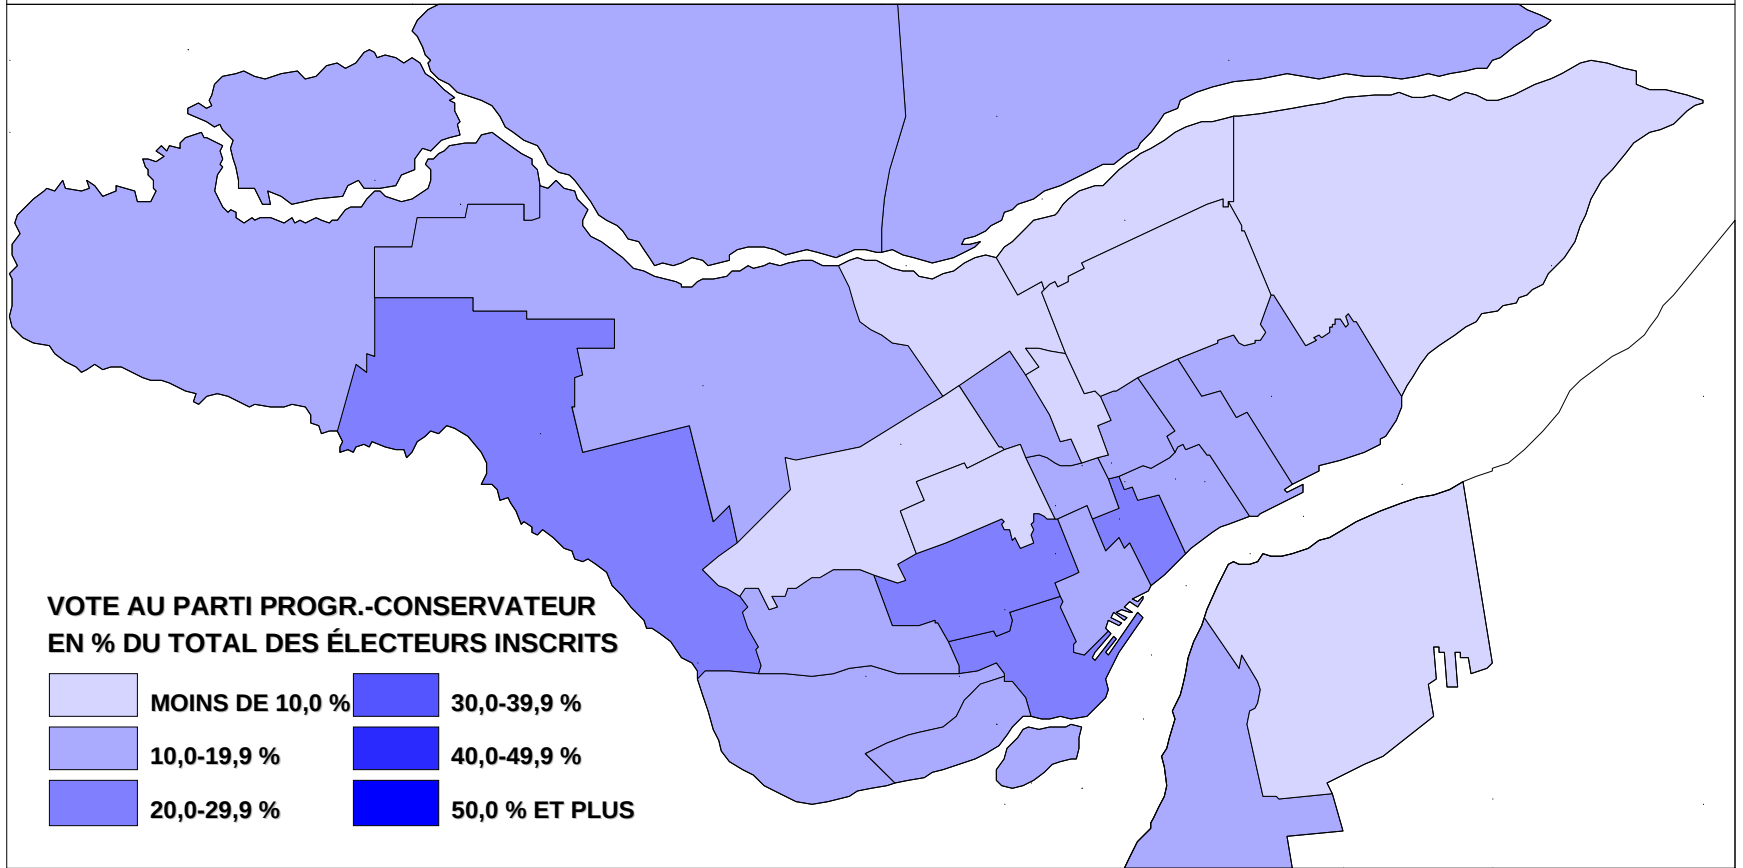 VOTE AU PARTI PROGR.-CONSERVATEUR
EN % DU TOTAL DES ÉLECTEURS INSCRITS
MOINS DE 10,0 %
30,0-39,9 %
10,0-19,9 %
40,0-49,9 %
20,0-29,9 %
50,0 % ET PLUS